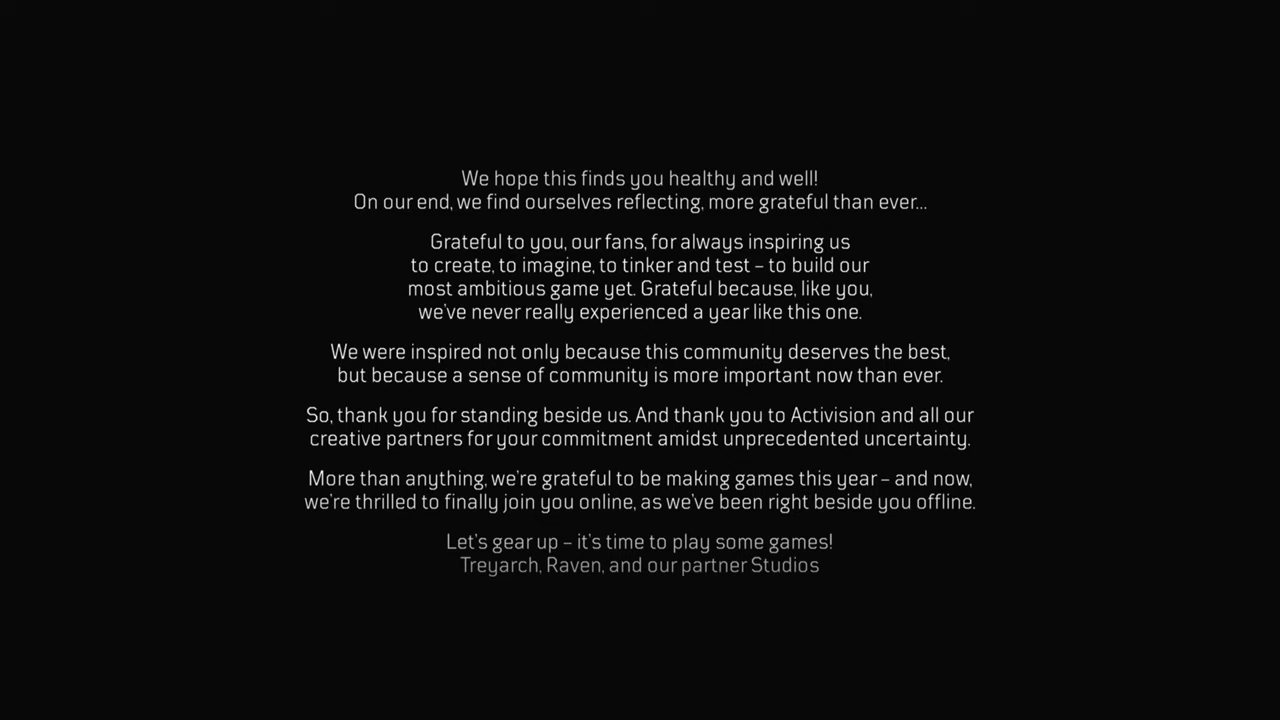 We hope this finds you healthy and well!
On our end, we find ourselves reflecting, more grateful than ever...
Grateful to you, our fans, for always inspiring us
to create, to imagine, to tinker and test – to build our
most ambitious game yet. Grateful because, like you,
we've never really experienced a year like this one.
We were inspired not only because this community deserves the best,
but because a sense of community is more important now than ever.
So, thank you for standing beside us. And thank you to Activision and all our
creative partners for your commitment amidst unprecedented uncertainty.
More than anything, we're grateful to be making games this year – and now,
we're thrilled to finally join you online, as we've been right beside you offline.
Let's gear up – it's time to play some games!
Treyarch, Raven, and our partner Studios